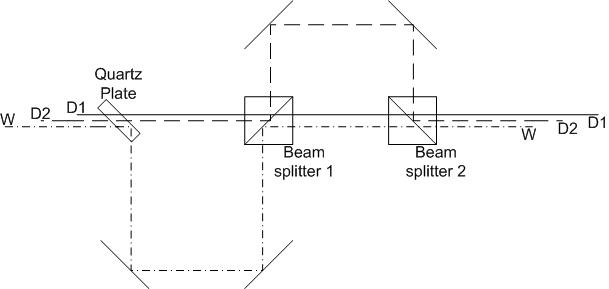 Quartz
Plate
W
D2
D1
Beam
splitter 1
Beam
splitter 2
W
D2
D1